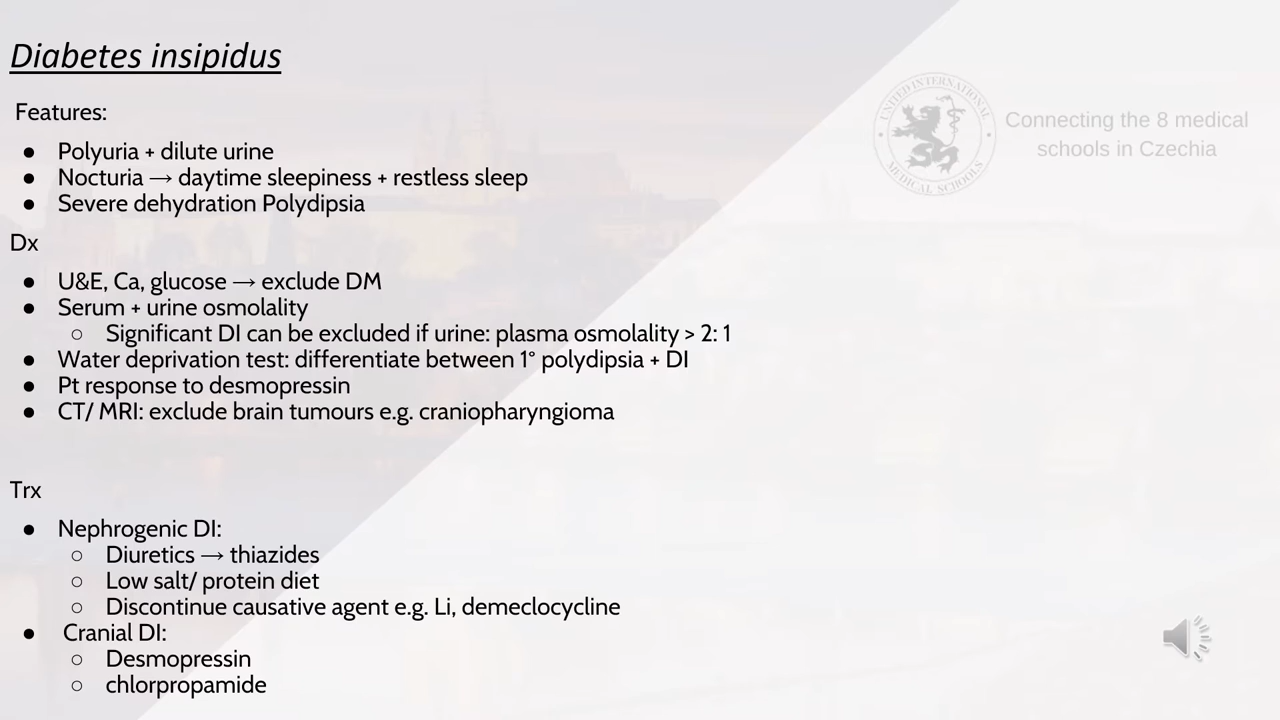 Diabetes insipidus
UNITED INTERNATIONAL
MEDICAL SCHOOLS
Connecting the 8 medical
schools in Czechia
Features:
● Polyuria + dilute urine
● Nocturia → daytime sleepiness + restless sleep
● Severe dehydration Polydipsia
Dx
● U&E, Ca, glucose → exclude DM
● Serum + urine osmolality
○ Significant DI can be excluded if urine: plasma osmolality > 2: 1
● Water deprivation test: differentiate between 1° polydipsia + DI
● Pt response to desmopressin
● CT/ MRI: exclude brain tumours e.g. craniopharyngioma
Trx
● Nephrogenic DI:
○ Diuretics → thiazides
○ Low salt/ protein diet
○ Discontinue causative agent e.g. Li, demeclocycline
● Cranial DI:
○ Desmopressin
○ chlorpropamide